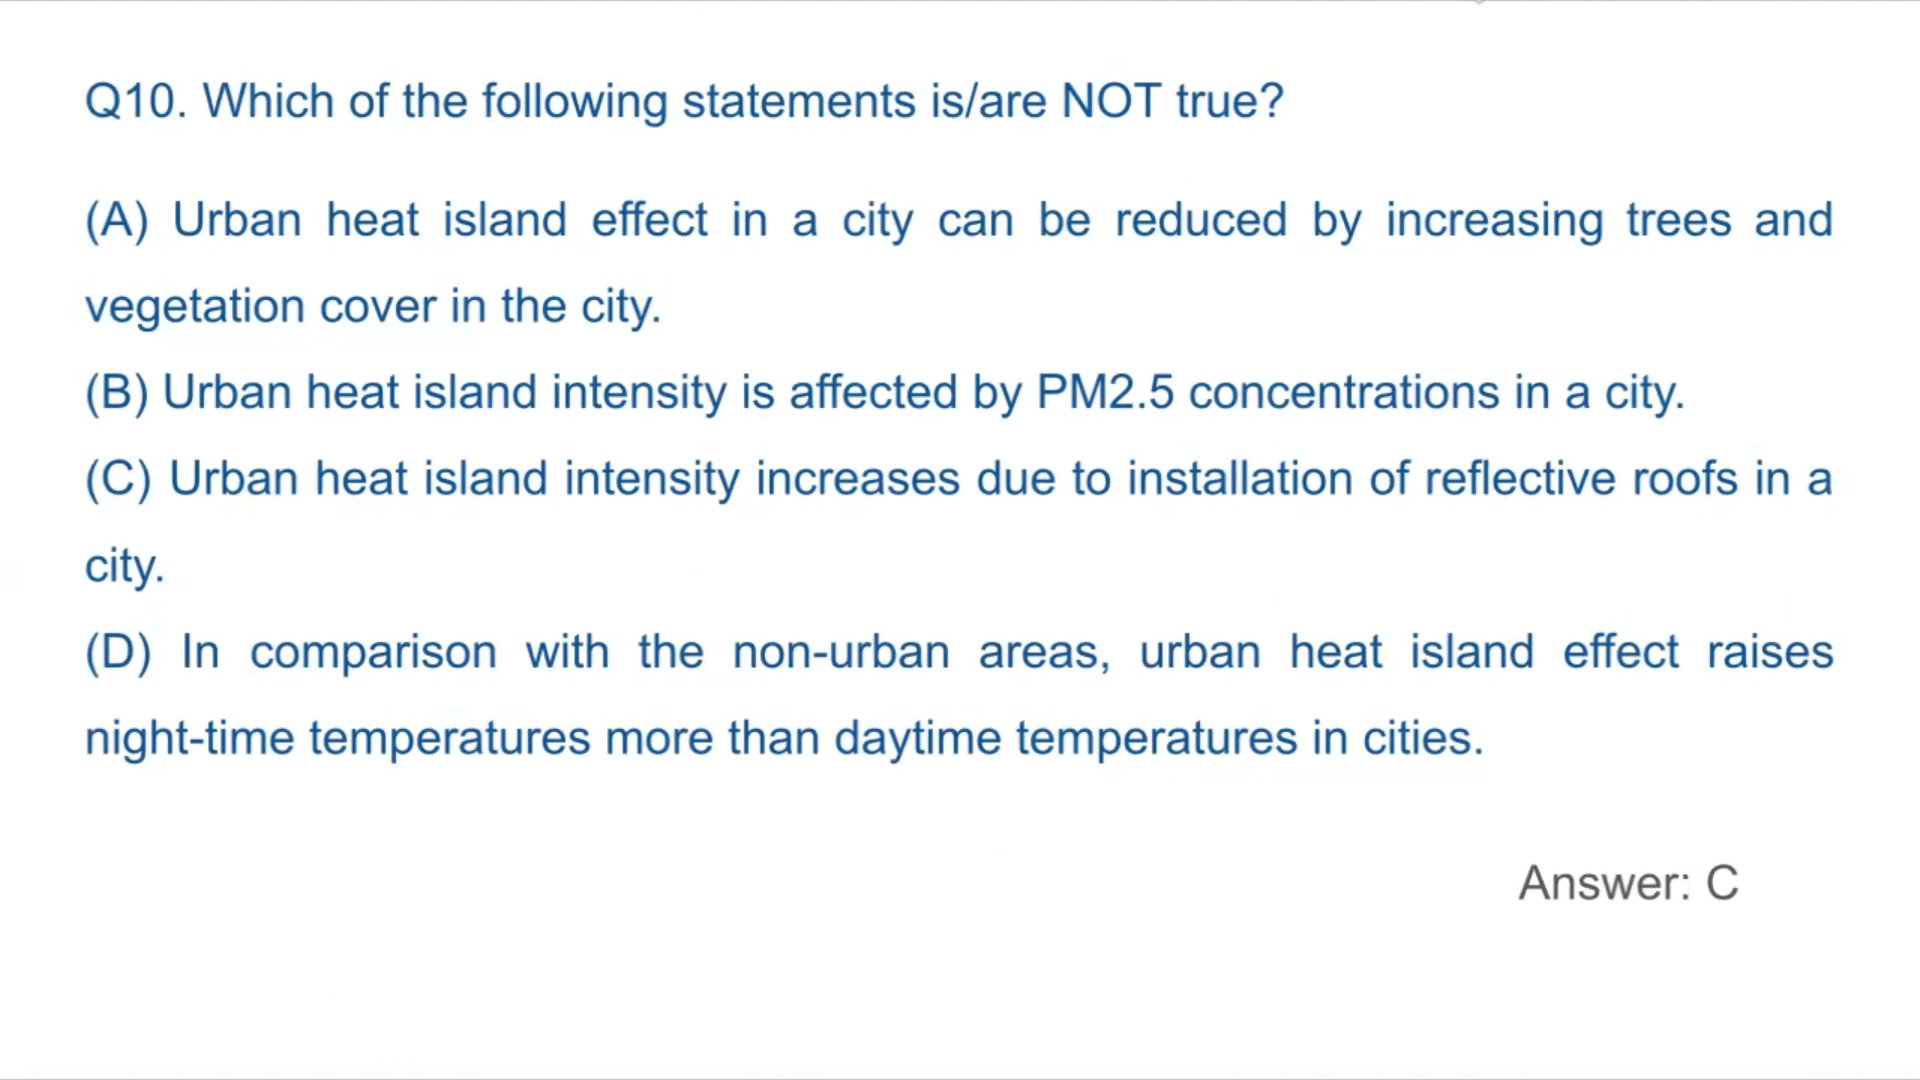 Q10. Which of the following statements is/are NOT true?
(A) Urban heat island effect in a city can be reduced by increasing trees and
vegetation cover in the city.
(B) Urban heat island intensity is affected by PM2.5 concentrations in a city.
(C) Urban heat island intensity increases due to installation of reflective roofs in a
city.
(D) In comparison with the non-urban areas, urban heat island effect raises
night-time temperatures more than daytime temperatures in cities.
Answer: C